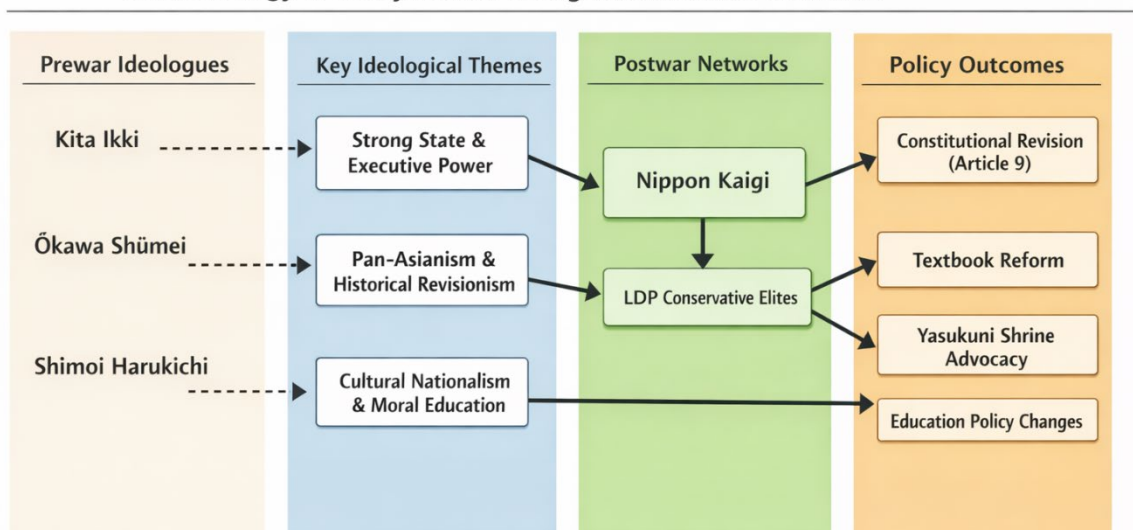 Prewar Ideologues
Kita Ikki
Őkawa Shümei
Shimoi Harukichi
Key Ideological Themes
Strong State &
Executive Power
Pan-Asianism &
Historical Revisionism
Cultural Nationalism
& Moral Education
Postwar Networks
Nippon Kaigi
LDP Conservative Elites
Policy Outcomes
Constitutional Revision
(Article 9)
Textbook Reform
Yasukuni Shrine
Advocacy
Education Policy Changes